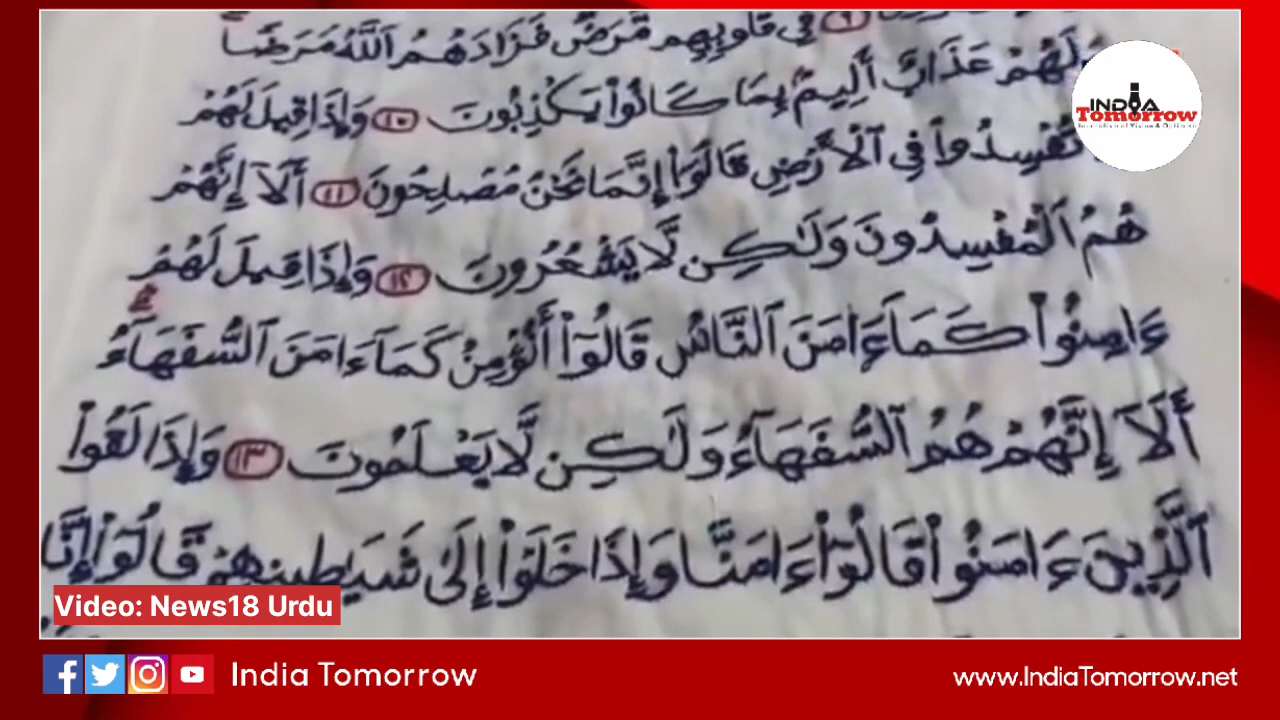 فِي قُلُوبِهِم مَّرَضٌ فَزَادَهُمُ ٱللَّهُ مَرَضًا
وَلَهُمْ عَذَابٌ أَلِيمٌۢ بِمَا كَانُوا۟ يَكْذِبُونَ ١٠ وَإِذَا قِيلَ لَهُمْ
تُفْسِدُوا۟ فِي ٱلْأَرْضِ قَالُوٓا۟ إِنَّمَا نَحْنُ مُصْلِحُونَ ١١ أَلَآ إِنَّهُمْ
هُمُ ٱلْمُفْسِدُونَ وَلَٰكِن لَّا يَشْعُرُونَ ١٢ وَإِذَا قِيلَ لَهُمْ
ءَامِنُوا۟ كَمَآ ءَامَنَ ٱلنَّاسُ قَالُوٓا۟ أَنُؤْمِنُ كَمَآ ءَامَنَ ٱلسُّفَهَآءُ
أَلَآ إِنَّهُمْ هُمُ ٱلسُّفَهَآءُ وَلَٰكِن لَّا يَعْلَمُونَ ١٣ وَإِذَا لَقُوا۟
ٱلَّذِينَ ءَامَنُوا۟ قَالُوٓا۟ ءَامَنَّا وَإِذَا خَلَوْا۟ إِلَىٰ شَيَٰطِينِهِمْ قَالُوٓا۟ إِنَّا
INDIA
Tomorrow
Video: News18 Urdu
India Tomorrow
www.IndiaTomorrow.net